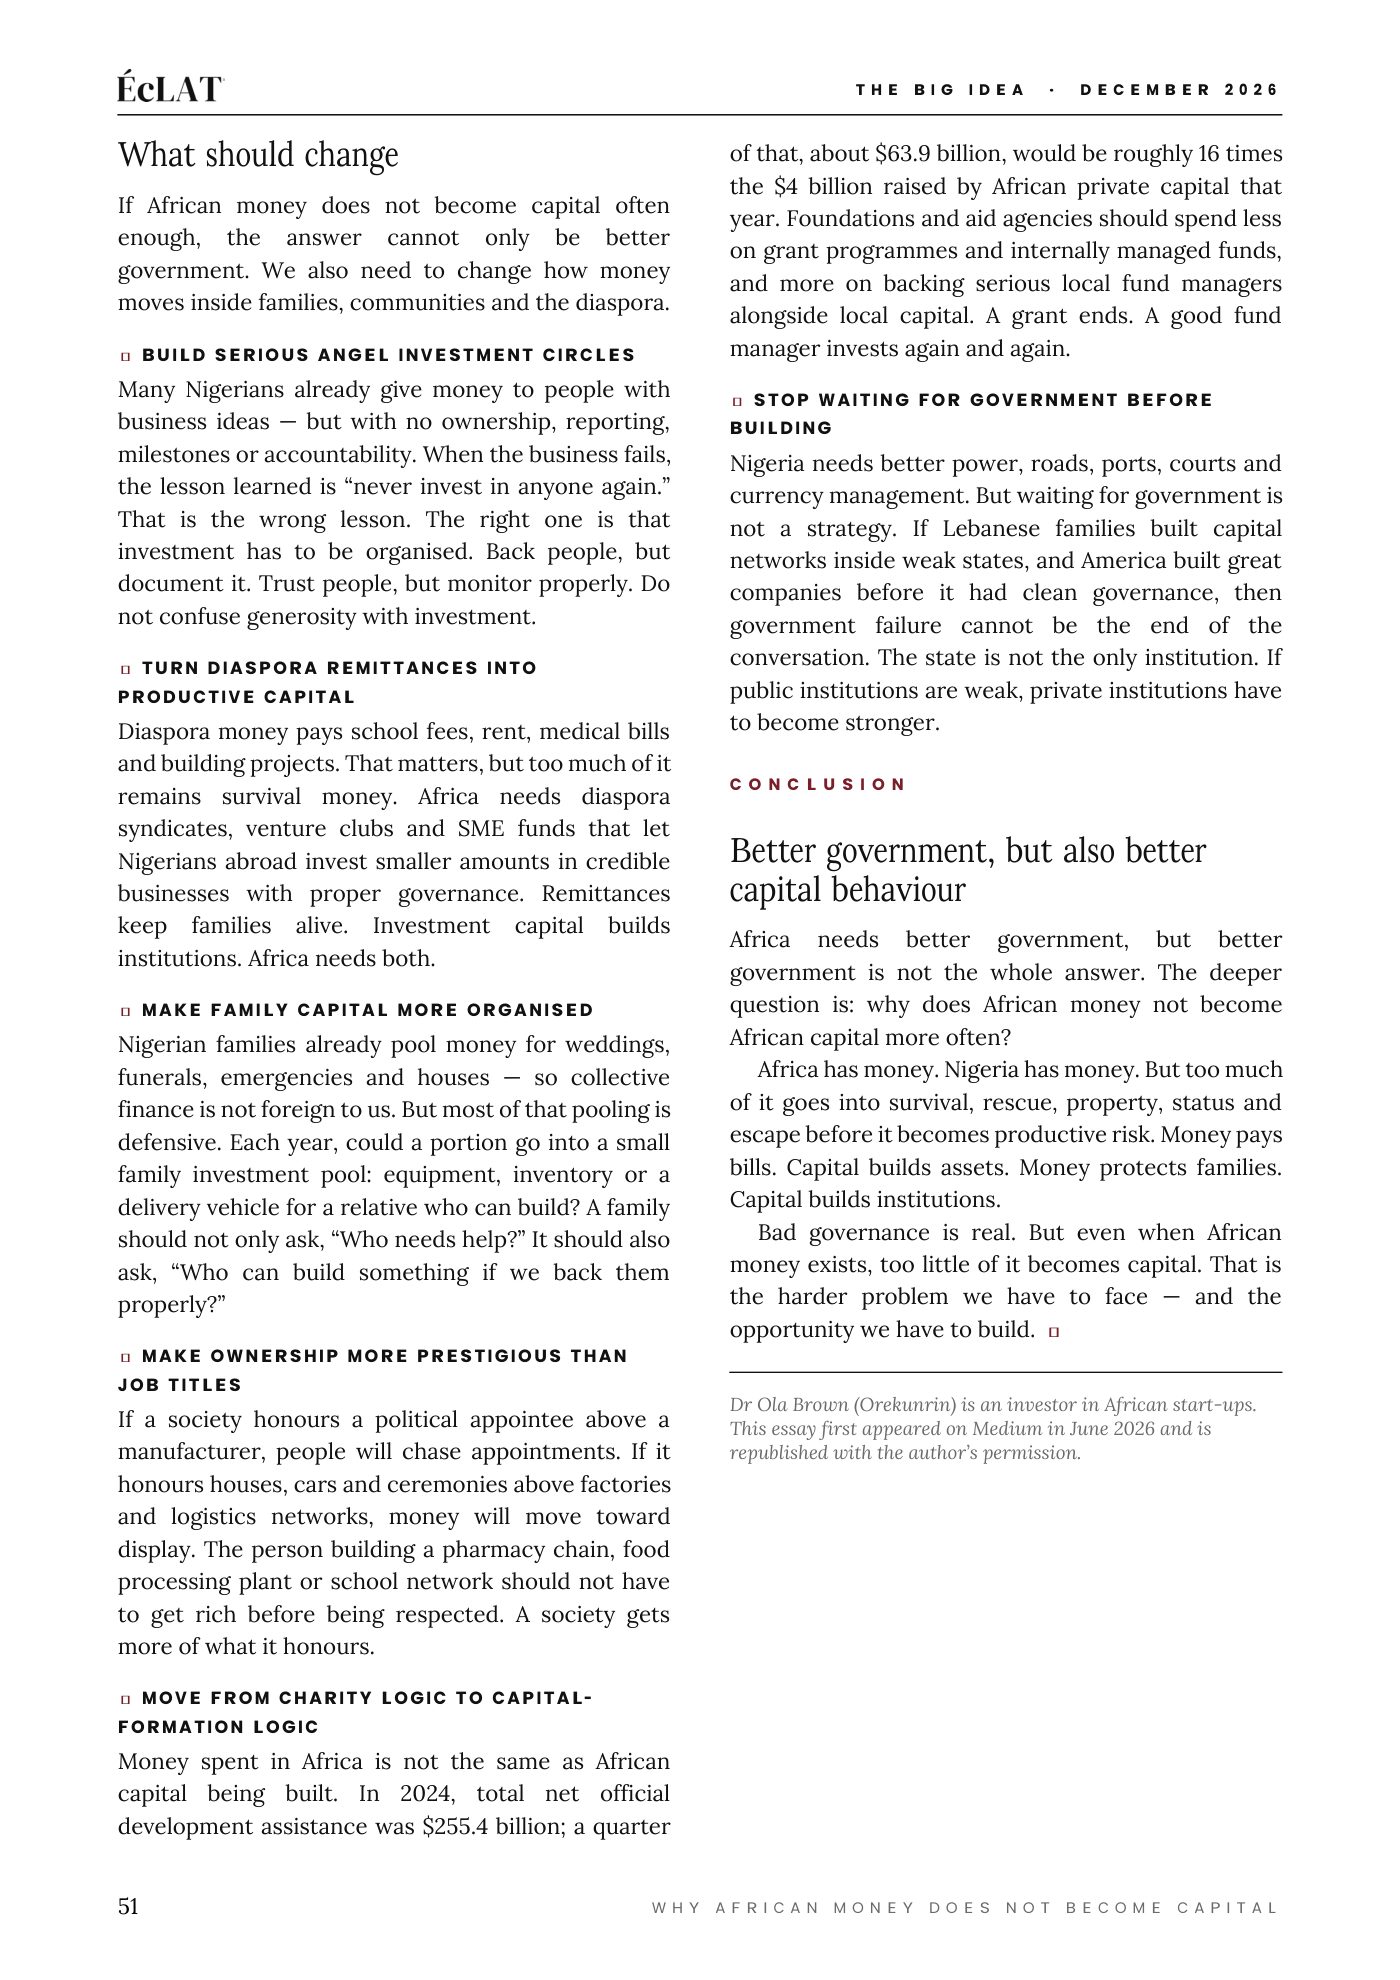 ÉcLAT
THE BIG IDEA · DECEMBER 2026
What should change
If African money does not become capital often
enough, the answer cannot only be better
government. We also need to change how money
moves inside families, communities and the diaspora.
BUILD SERIOUS ANGEL INVESTMENT CIRCLES
Many Nigerians already give money to people with
business ideas — but with no ownership, reporting,
milestones or accountability. When the business fails,
the lesson learned is “never invest in anyone again.”
That is the wrong lesson. The right one is that
investment has to be organised. Back people, but
document it. Trust people, but monitor properly. Do
not confuse generosity with investment.
TURN DIASPORA REMITTANCES INTO
PRODUCTIVE CAPITAL
Diaspora money pays school fees, rent, medical bills
and building projects. That matters, but too much of it
remains survival money. Africa needs diaspora
syndicates, venture clubs and SME funds that let
Nigerians abroad invest smaller amounts in credible
businesses with proper governance. Remittances
keep families alive. Investment capital builds
institutions. Africa needs both.
MAKE FAMILY CAPITAL MORE ORGANISED
Nigerian families already pool money for weddings,
funerals, emergencies and houses — so collective
finance is not foreign to us. But most of that pooling is
defensive. Each year, could a portion go into a small
family investment pool: equipment, inventory or a
delivery vehicle for a relative who can build? A family
should not only ask, “Who needs help?” It should also
ask, “Who can build something if we back them
properly?”
MAKE OWNERSHIP MORE PRESTIGIOUS THAN
JOB TITLES
If a society honours a political appointee above a
manufacturer, people will chase appointments. If it
honours houses, cars and ceremonies above factories
and logistics networks, money will move toward
display. The person building a pharmacy chain, food
processing plant or school network should not have
to get rich before being respected. A society gets
more of what it honours.
MOVE FROM CHARITY LOGIC TO CAPITAL-
FORMATION LOGIC
Money spent in Africa is not the same as African
capital being built. In 2024, total net official
development assistance was $255.4 billion; a quarter
of that, about $63.9 billion, would be roughly 16 times
the $4 billion raised by African private capital that
year. Foundations and aid agencies should spend less
on grant programmes and internally managed funds,
and more on backing serious local fund managers
alongside local capital. A grant ends. A good fund
manager invests again and again.
STOP WAITING FOR GOVERNMENT BEFORE
BUILDING
Nigeria needs better power, roads, ports, courts and
currency management. But waiting for government is
not a strategy. If Lebanese families built capital
networks inside weak states, and America built great
companies before it had clean governance, then
government failure cannot be the end of the
conversation. The state is not the only institution. If
public institutions are weak, private institutions have
to become stronger.
CONCLUSION
Better government, but also better
capital behaviour
Africa needs better government, but better
government is not the whole answer. The deeper
question is: why does African money not become
African capital more often?
Africa has money. Nigeria has money. But too much
of it goes into survival, rescue, property, status and
escape before it becomes productive risk. Money pays
bills. Capital builds assets. Money protects families.
Capital builds institutions.
Bad governance is real. But even when African
money exists, too little of it becomes capital. That is
the harder problem we have to face — and the
opportunity we have to build.
Dr Ola Brown (Orekunrin) is an investor in African start-ups.
This essay first appeared on Medium in June 2026 and is
republished with the author’s permission.
51
WHY AFRICAN MONEY DOES NOT BECOME CAPITAL